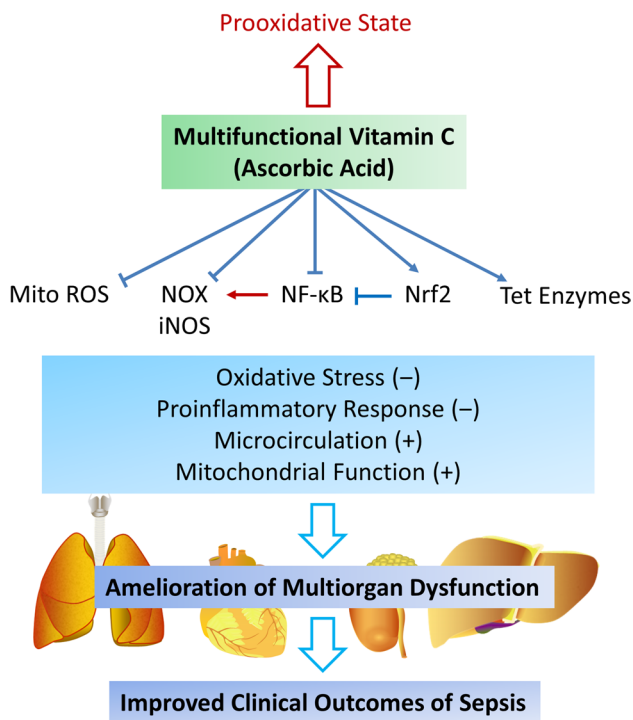 Prooxidative State
Multifunctional Vitamin C
(Ascorbic Acid)
Mito ROS NOX NF-κB Nrf2 Tet Enzymes
iNOS
Oxidative Stress (–)
Proinflammatory Response (–)
Microcirculation (+)
Mitochondrial Function (+)
Amelioration of Multiorgan Dysfunction
Improved Clinical Outcomes of Sepsis